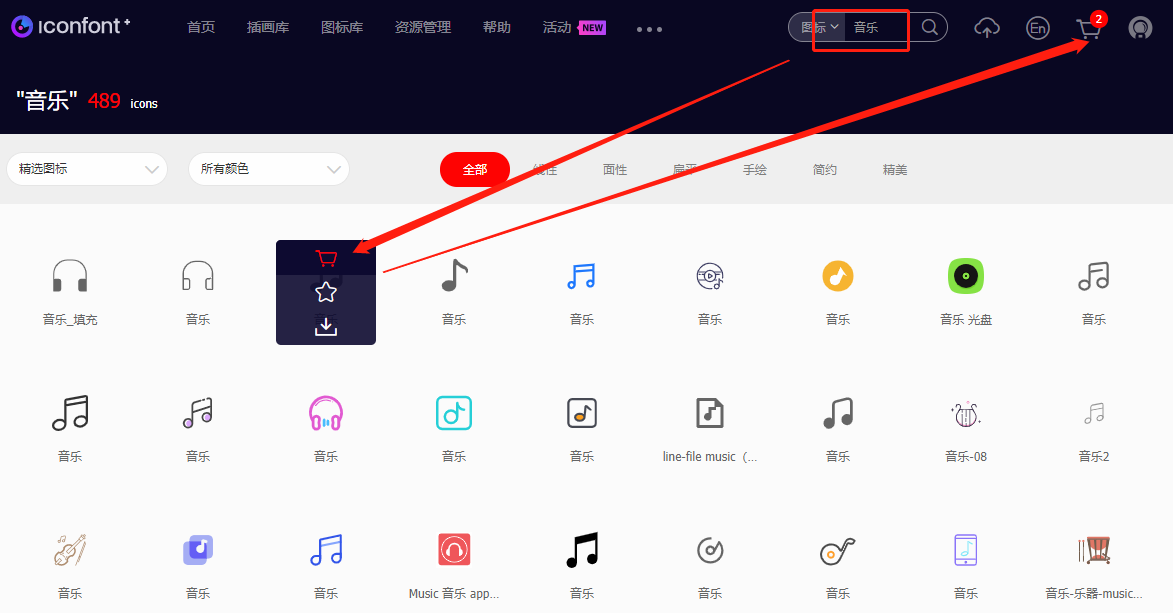 iconfont+ 首页 插画库 图标库 资源管理 帮助 活动 NEW 图标 音乐 En 2
"音乐" 489 icons
精选图标 所有颜色 全部 线性 面性 扁平 手绘 简约 精美
音乐_填充 音乐 音乐 音乐 音乐 音乐 音乐 光盘 音乐
音乐 音乐 音乐 音乐 音乐 line-file music（... 音乐 音乐-08 音乐2
音乐 音乐 音乐 Music 音乐 app... 音乐 音乐 音乐 音乐 音乐-乐器-music...